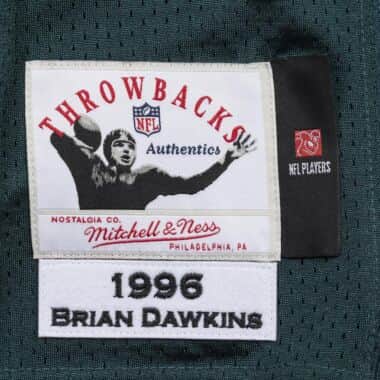 THROWBACKS
NFL
Authentics
NFL PLAYERS
NOSTALGIA CO.
Mitchell & Ness
PHILADELPHIA, PA
1996
BRIAN DAWKINS